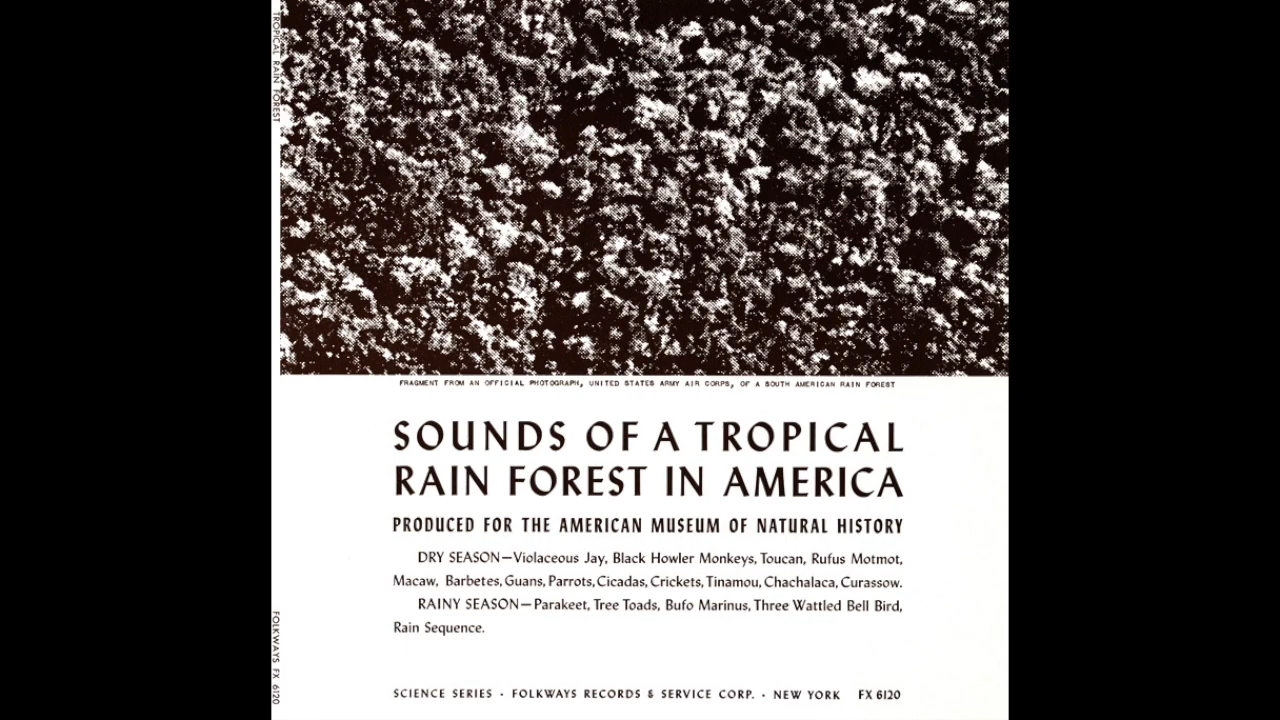 TROPICAL RAIN FOREST
FRAGMENT FROM AN OFFICIAL PHOTOGRAPH, UNITED STATES ARMY AIR CORPS, OF A SOUTH AMERICAN RAIN FOREST
SOUNDS OF A TROPICAL
RAIN FOREST IN AMERICA
PRODUCED FOR THE AMERICAN MUSEUM OF NATURAL HISTORY
DRY SEASON—Violaceous Jay, Black Howler Monkeys, Toucan, Rufus Motmot,
Macaw, Barbetes, Guans, Parrots, Cicadas, Crickets, Tinamou, Chachalaca, Curassow.
RAINY SEASON—Parakeet, Tree Toads, Bufo Marinus, Three Wattled Bell Bird,
Rain Sequence.
FOLKWAYS FX 6120
SCIENCE SERIES · FOLKWAYS RECORDS & SERVICE CORP. · NEW YORK FX 6120